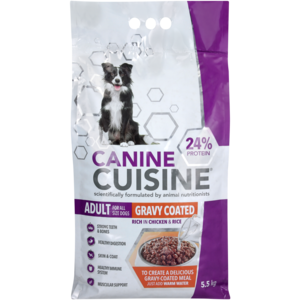 24%
PROTEIN
CANINE
CUISINE
scientifically formulated by animal nutritionists
ADULT FOR ALL SIZE DOGS GRAVY COATED
RICH IN CHICKEN & RICE
STRONG TEETH
& BONES
HEALTHY DIGESTION
SKIN & COAT
HEALTHY IMMUNE
SYSTEM
MUSCULAR SUPPORT
TO CREATE A DELICIOUS
GRAVY-COATED MEAL
JUST ADD WARM WATER
5.5kg